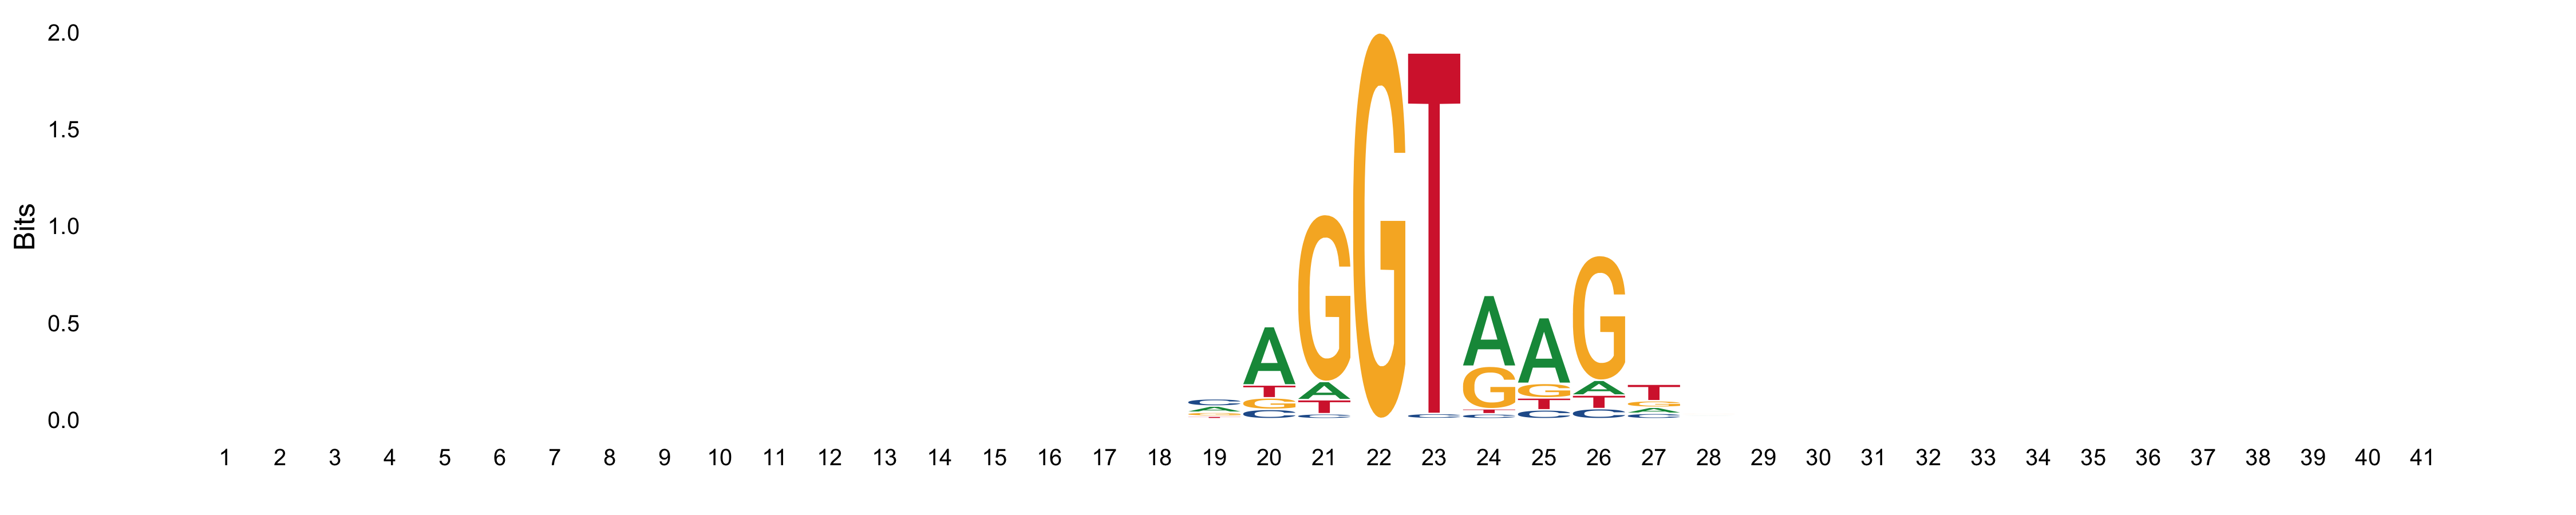 2.0
1.5
1.0
0.5
0.0
Bits
C A G T
A T G C
G A T C
G
T C
A G T C
A G T C
G A T C
T G A C
1 2 3 4 5 6 7 8 9 10 11 12 13 14 15 16 17 18 19 20 21 22 23 24 25 26 27 28 29 30 31 32 33 34 35 36 37 38 39 40 41